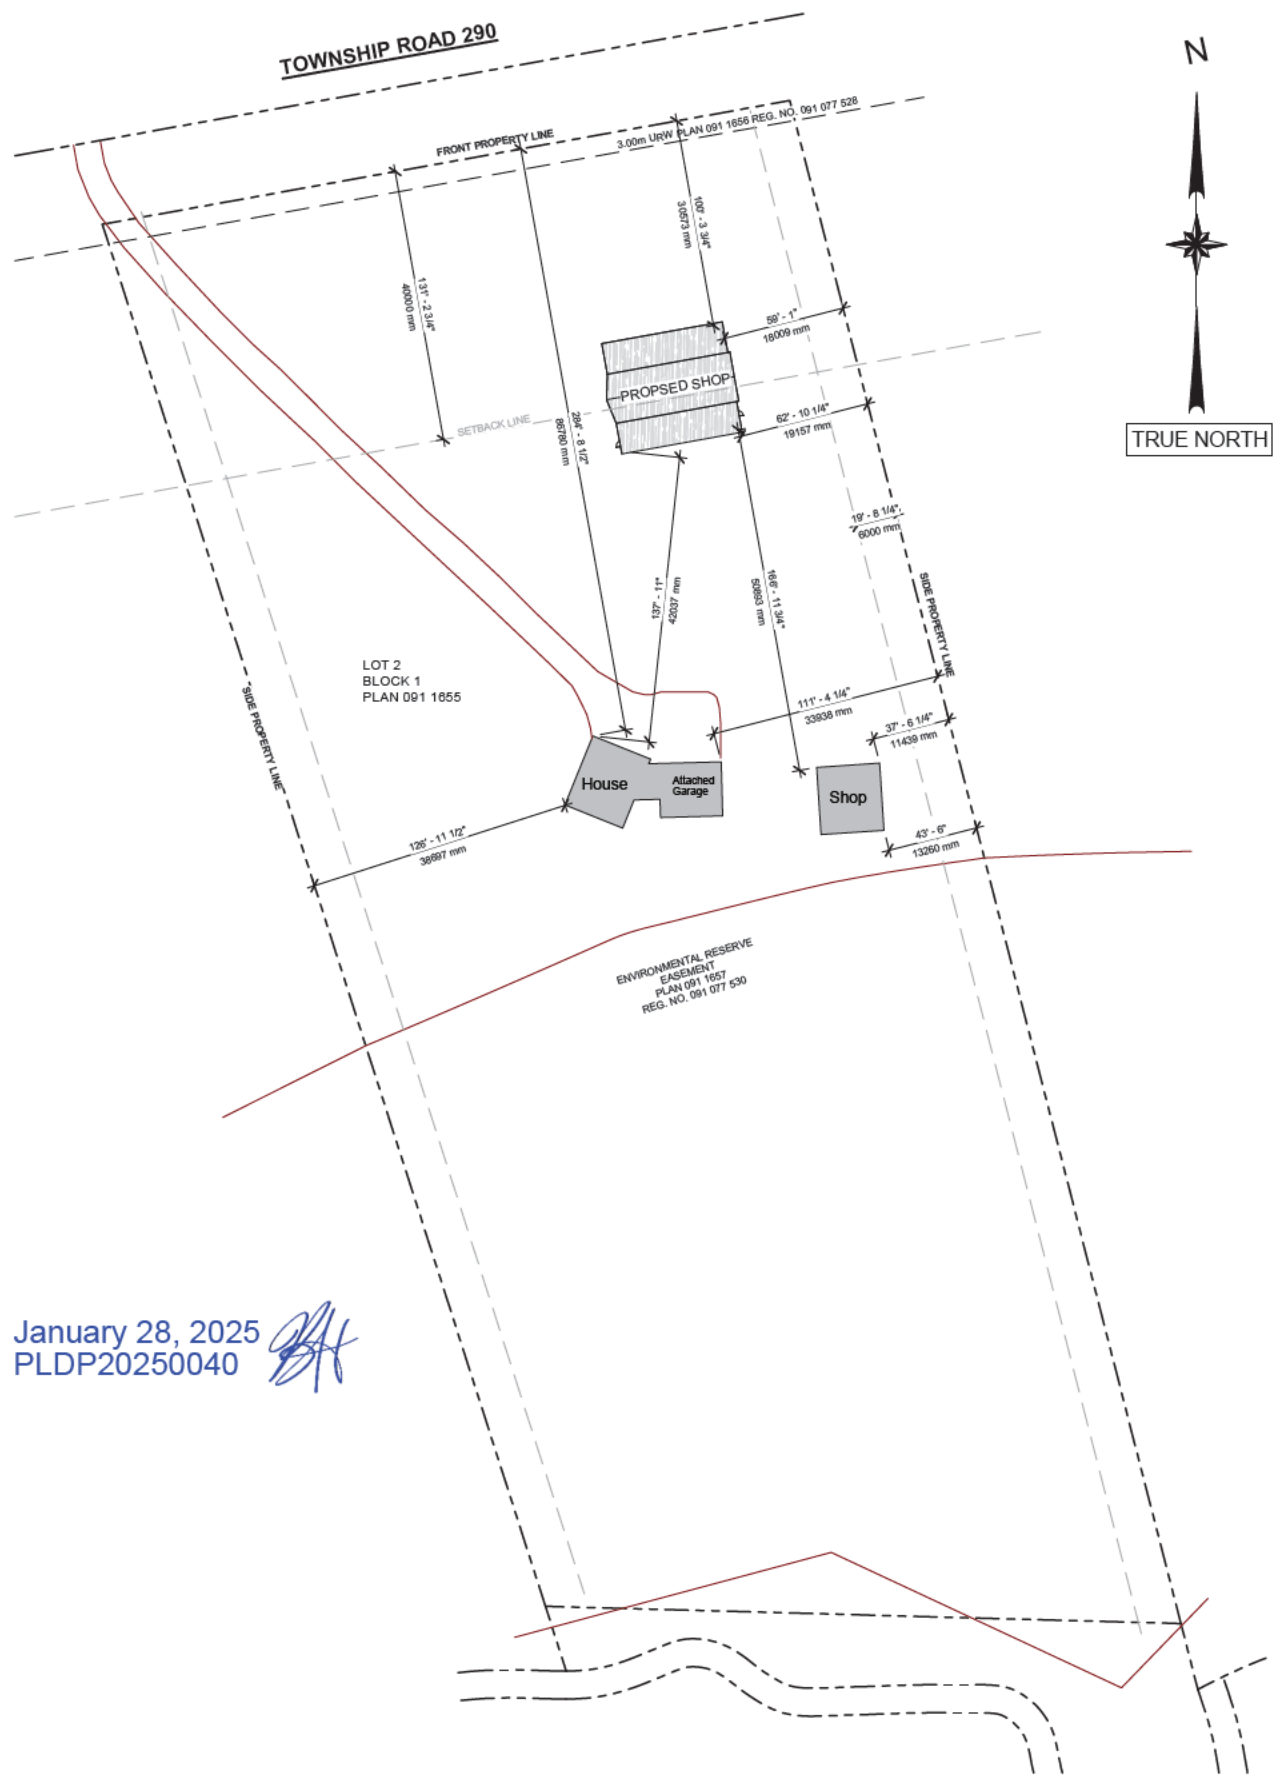 TOWNSHIP ROAD 290
N
FRONT PROPERTY LINE
3.00m URW PLAN 091 1656 REG. NO. 091 077 528
100' - 3 3/4"
30573 mm
131' - 2 3/4"
40000 mm
59' - 1"
18009 mm
PROPSED SHOP
SETBACK LINE
284' - 8 1/2"
86780 mm
62' - 10 1/4"
19157 mm
TRUE NORTH
19' - 8 1/4"
6000 mm
137' - 11"
42037 mm
166' - 11 3/4"
50893 mm
SIDE PROPERTY LINE
LOT 2
BLOCK 1
PLAN 091 1655
SIDE PROPERTY LINE
111' - 4 1/4"
33938 mm
37' - 6 1/4"
11439 mm
House
Attached
Garage
Shop
126' - 11 1/2"
38697 mm
43' - 6"
13260 mm
ENVIRONMENTAL RESERVE
EASEMENT
PLAN 091 1657
REG. NO. 091 077 530
January 28, 2025
PLDP20250040